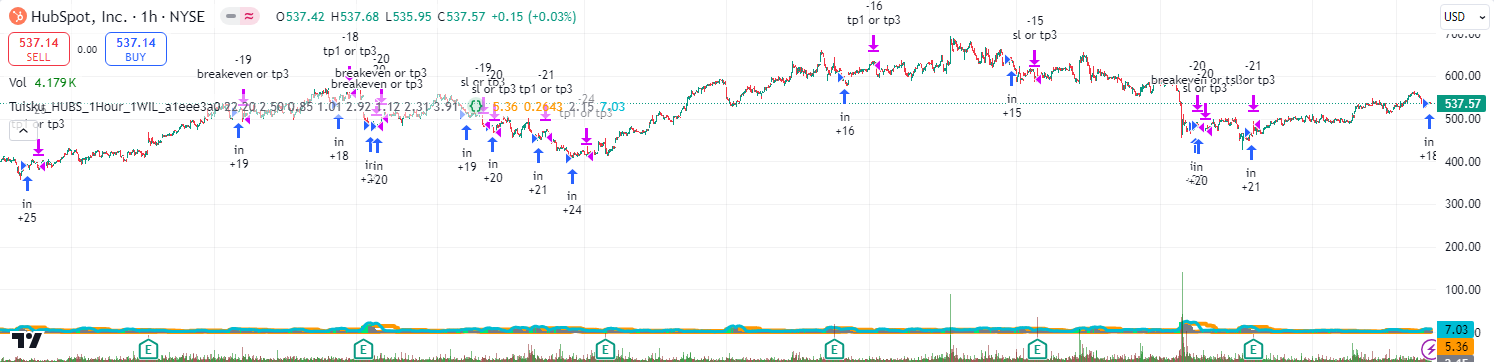 HubSpot, Inc. · 1h · NYSE
O537.42 H537.68 L535.95 C537.57 +0.15 (+0.03%)
USD
537.14
SELL
0.00
537.14
BUY
Vol 4.179 K
Tuisku_HUBS_1Hour_1WIL_a1eee3a0 22 20 2 50 0.85 1.01 2.92 1.12 2.31 3.91
5.36 0.2643 2.15 7.03
tp1 or tp3
in
+25
-19
breakeven or tp3
in
+19
-18
tp1 or tp3
in
+18
-20
breakeven or tp3
in
+20
-19
sl or tp3
in
+19
-20
sl or tp3
in
+20
-21
tp1 or tp3
in
+21
-24
tp1 or tp3
in
+24
-16
tp1 or tp3
in
+16
-15
sl or tp3
in
+15
-20
breakeven or
-20
sl or tp3
in
+20
-21
or tp3
in
+21
in
+18
700.00
600.00
537.57
500.00
400.00
300.00
200.00
100.00
7.03
5.36
E
E
E
E
E
E